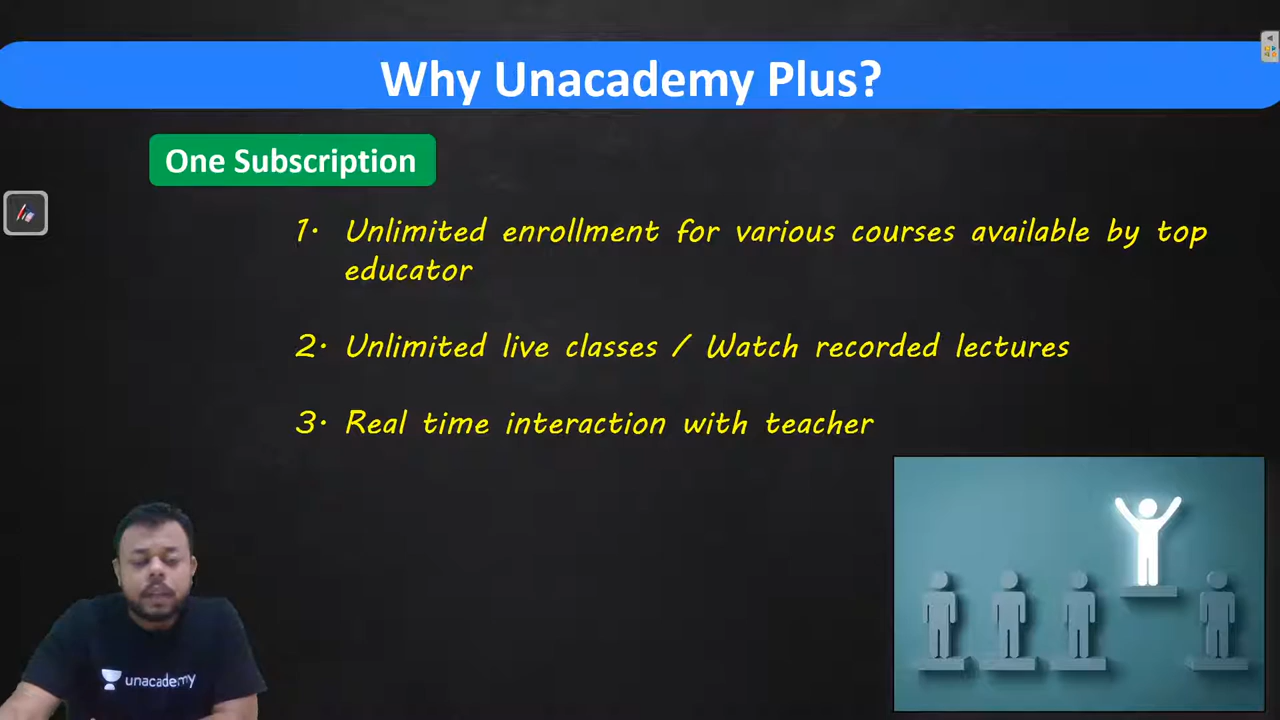 Why Unacademy Plus?
One Subscription
1. Unlimited enrollment for various courses available by top
educator
2. Unlimited live classes / Watch recorded lectures
3. Real time interaction with teacher
unacademy